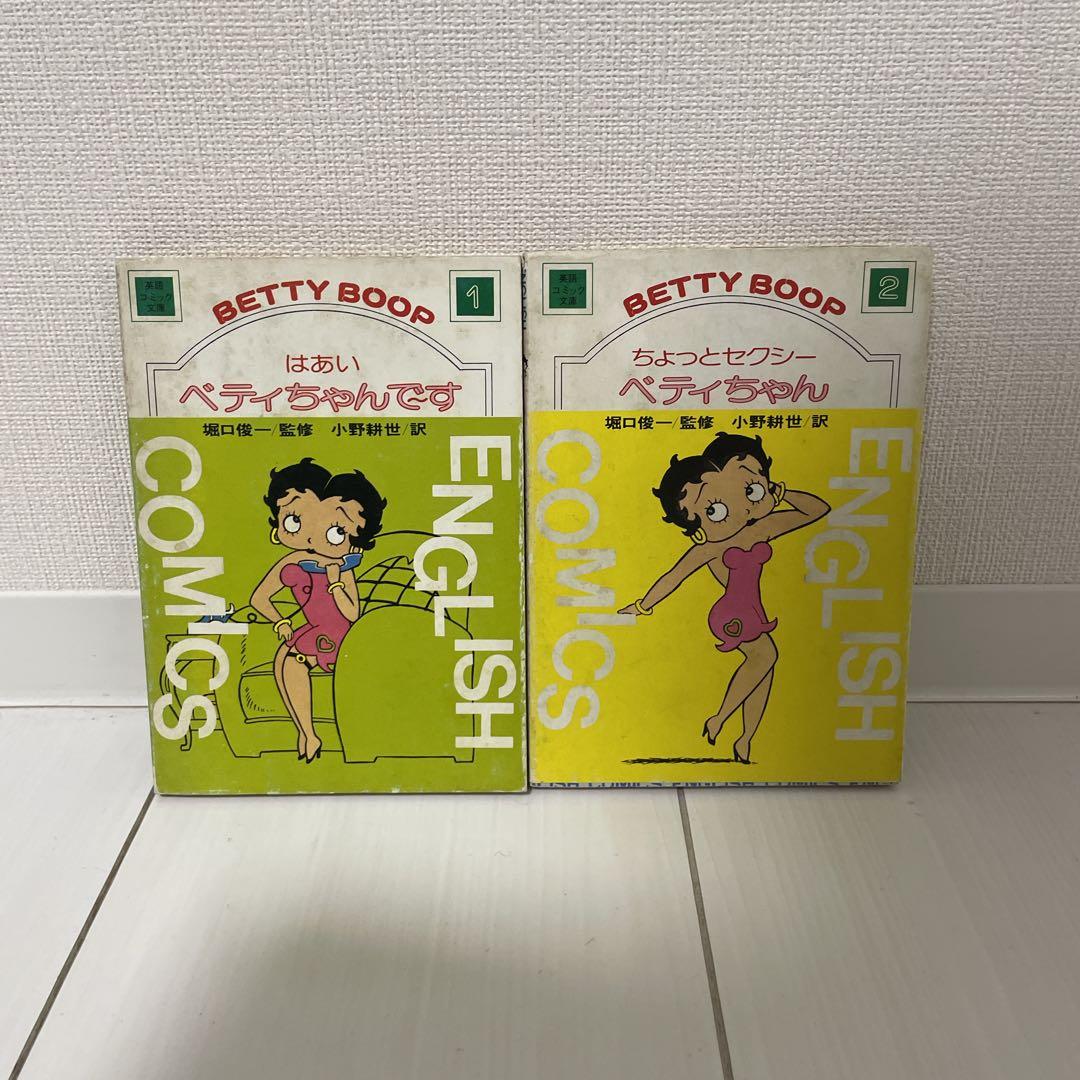 英語
コミック
文庫
BETTY BOOP
1
はあい
ベティちゃんです
堀口俊一/監修 小野耕世/訳
ENGLISH
COMICS
英語
コミック
文庫
BETTY BOOP
2
ちょっとセクシー
ベティちゃん
堀口俊一/監修 小野耕世/訳
ENGLISH
COMICS